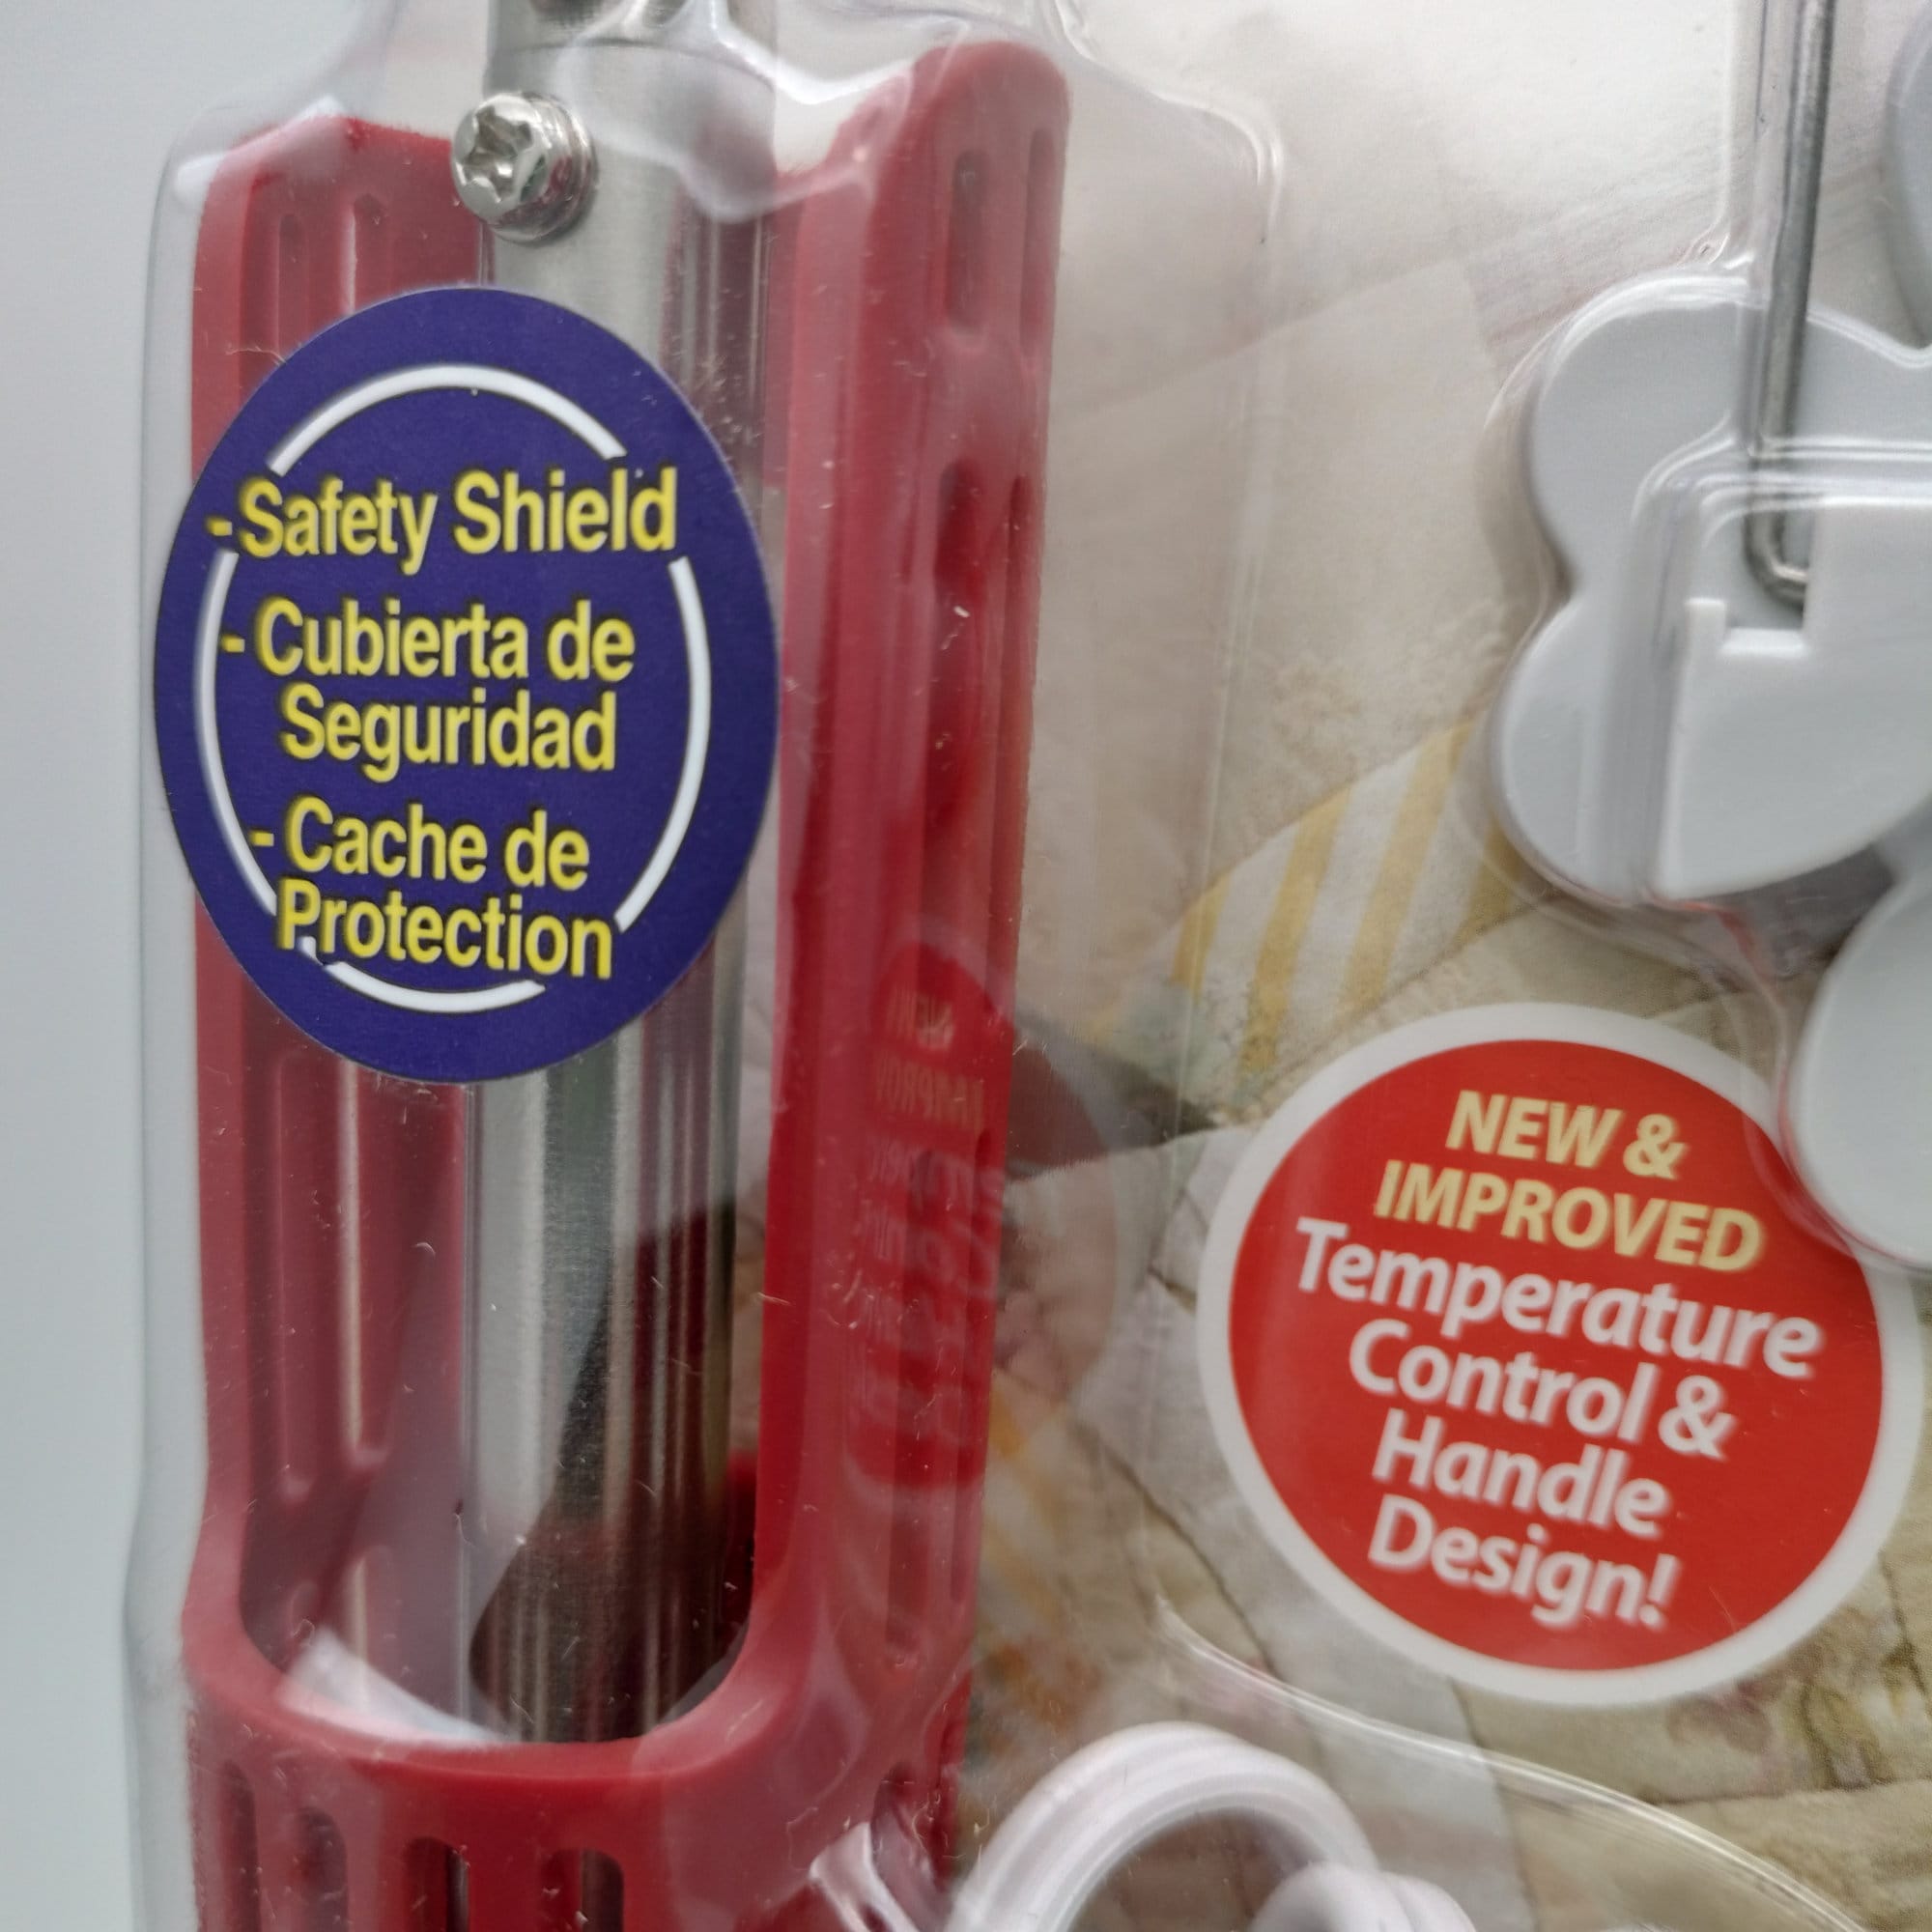 -Safety Shield
-Cubierta de
Seguridad
-Cache de
Protection
NEW &
IMPROVED
Temperature
Control &
Handle
Design!